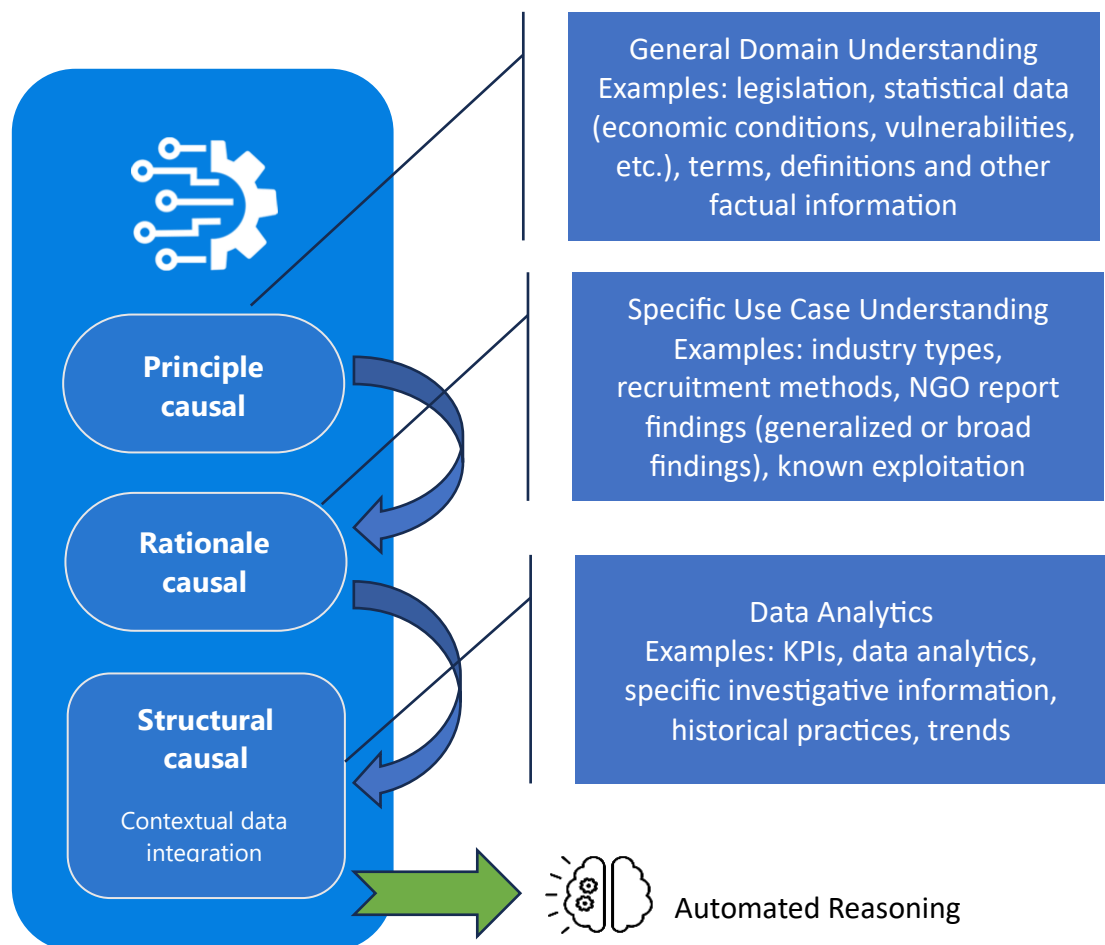 General Domain Understanding
Examples: legislation, statistical data
(economic conditions, vulnerabilities,
etc.), terms, definitions and other
factual information
Principle
causal
Specific Use Case Understanding
Examples: industry types,
recruitment methods, NGO report
findings (generalized or broad
findings), known exploitation
Rationale
causal
Data Analytics
Examples: KPIs, data analytics,
specific investigative information,
historical practices, trends
Structural
causal
Contextual data
integration
Automated Reasoning